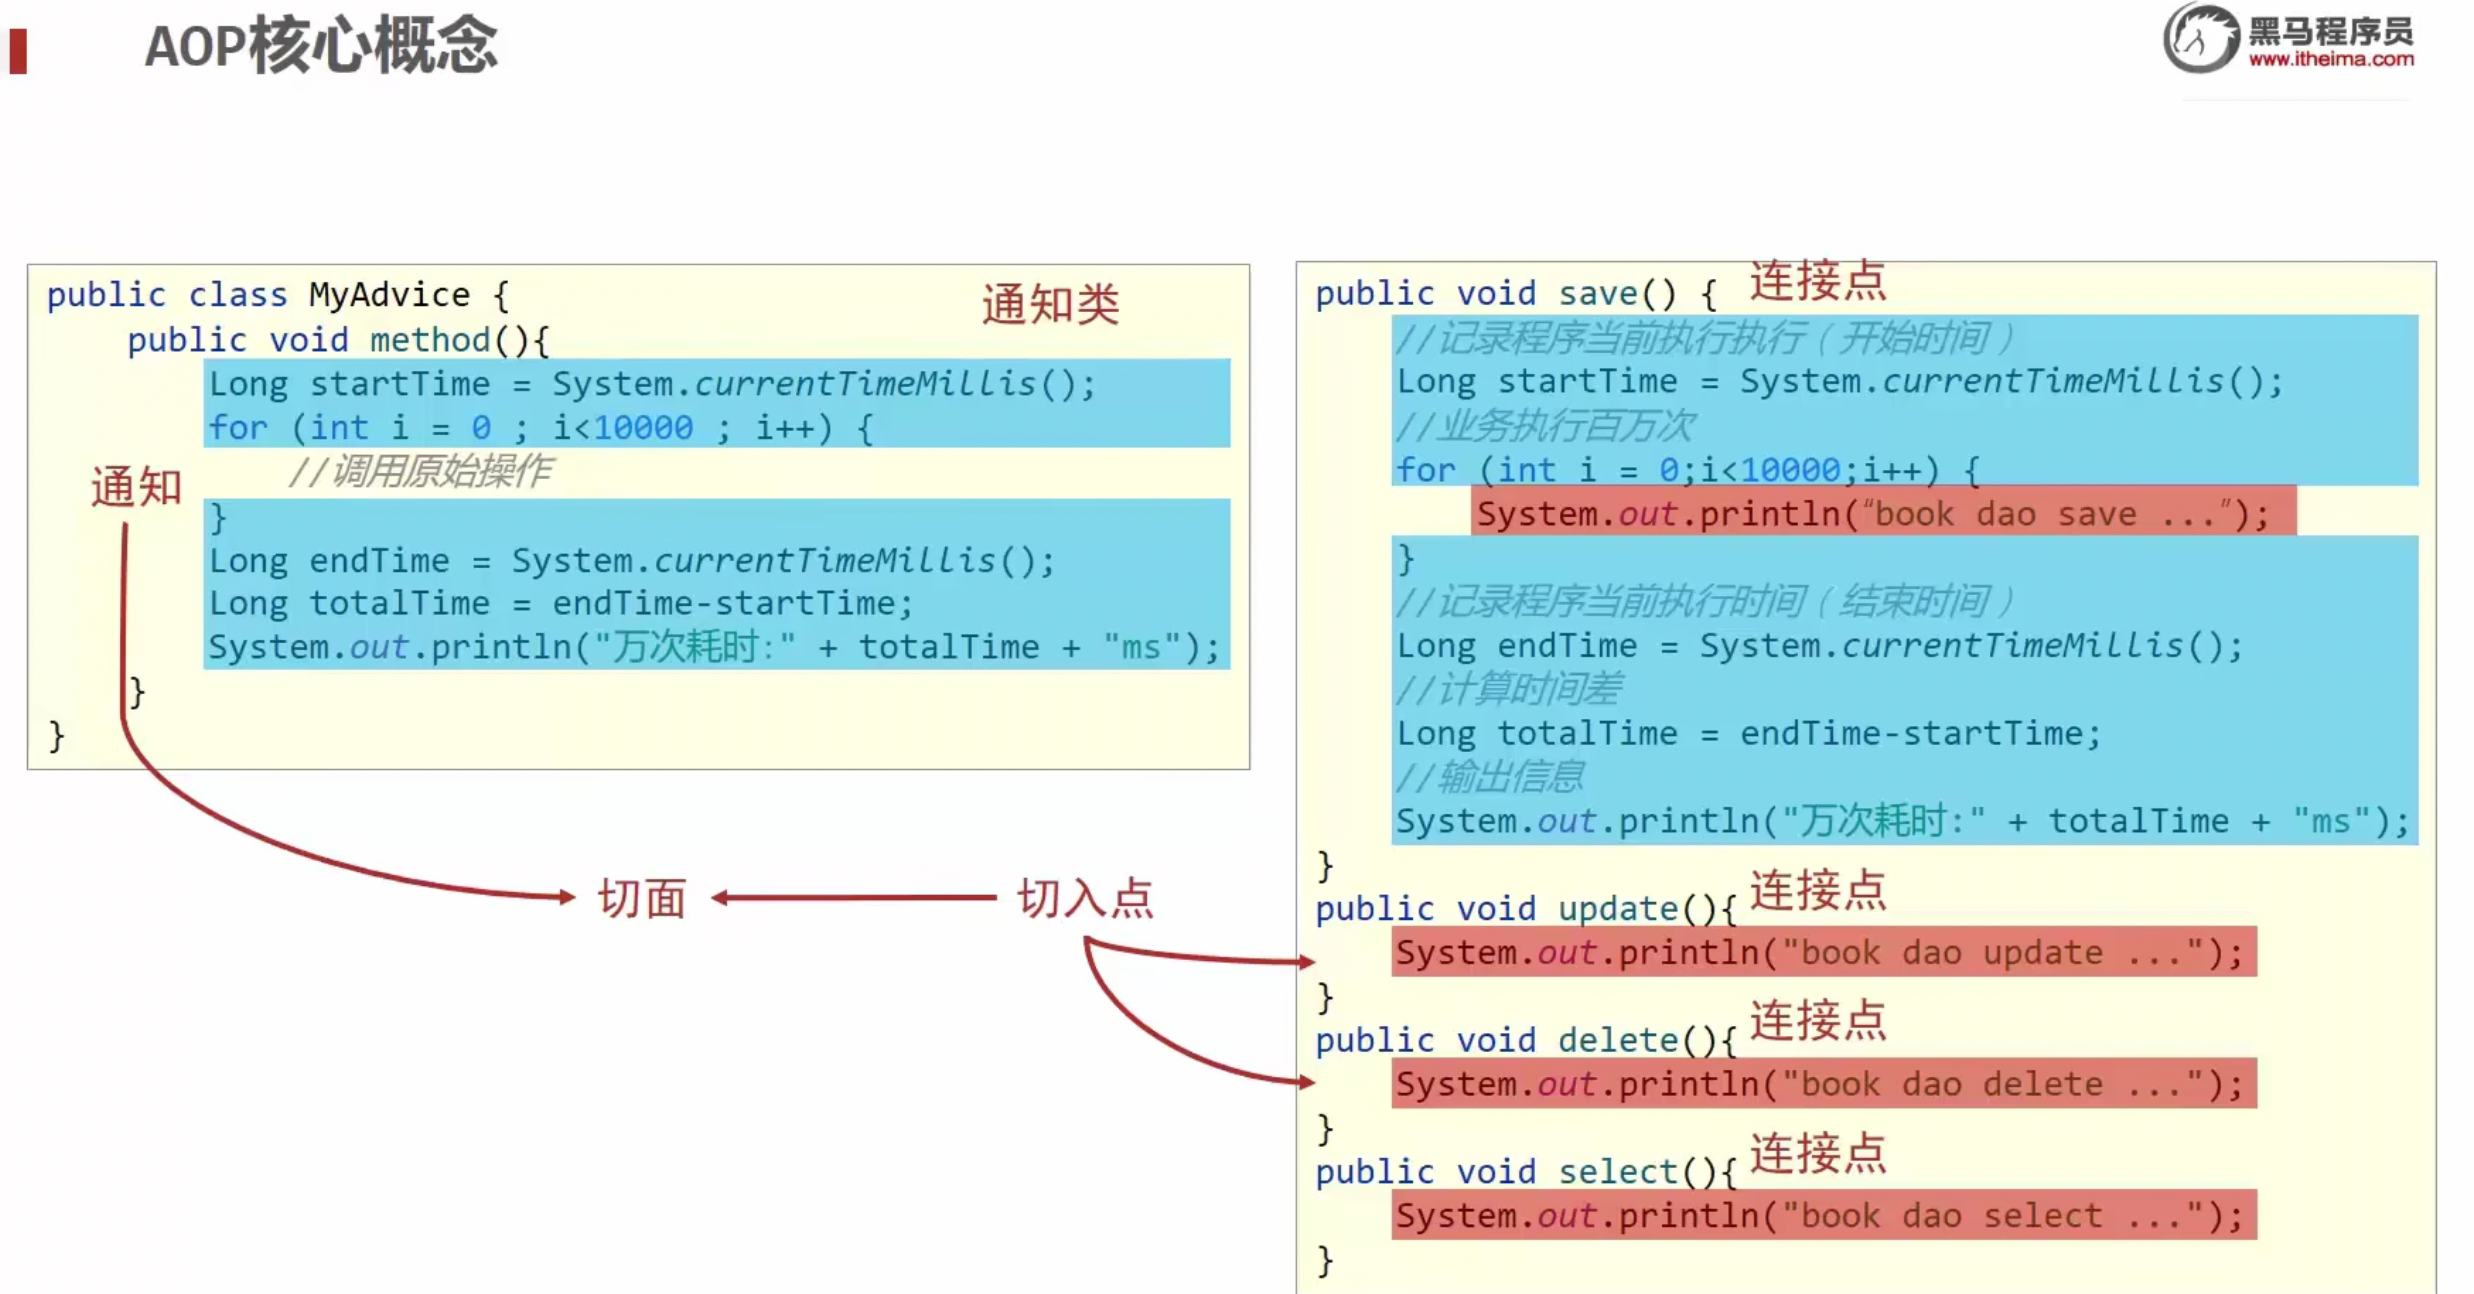 AOP核心概念
黑马程序员
www.itheima.com
public class MyAdvice {
通知类
public void method(){
Long startTime = System.currentTimeMillis();
for (int i = 0 ; i<10000 ; i++) {
//调用原始操作
通知
}
Long endTime = System.currentTimeMillis();
Long totalTime = endTime-startTime;
System.out.println("万次耗时:" + totalTime + "ms");
}
}
切面
切入点
public void save() {
连接点
//记录程序当前执行执行（开始时间）
Long startTime = System.currentTimeMillis();
//业务执行百万次
for (int i = 0;i<10000;i++) {
System.out.println(“book dao save ...”);
}
//记录程序当前执行时间（结束时间）
Long endTime = System.currentTimeMillis();
//计算时间差
Long totalTime = endTime-startTime;
//输出信息
System.out.println("万次耗时:" + totalTime + "ms");
}
public void update(){
连接点
System.out.println("book dao update ...");
}
public void delete(){
连接点
System.out.println("book dao delete ...");
}
public void select(){
连接点
System.out.println("book dao select ...");
}